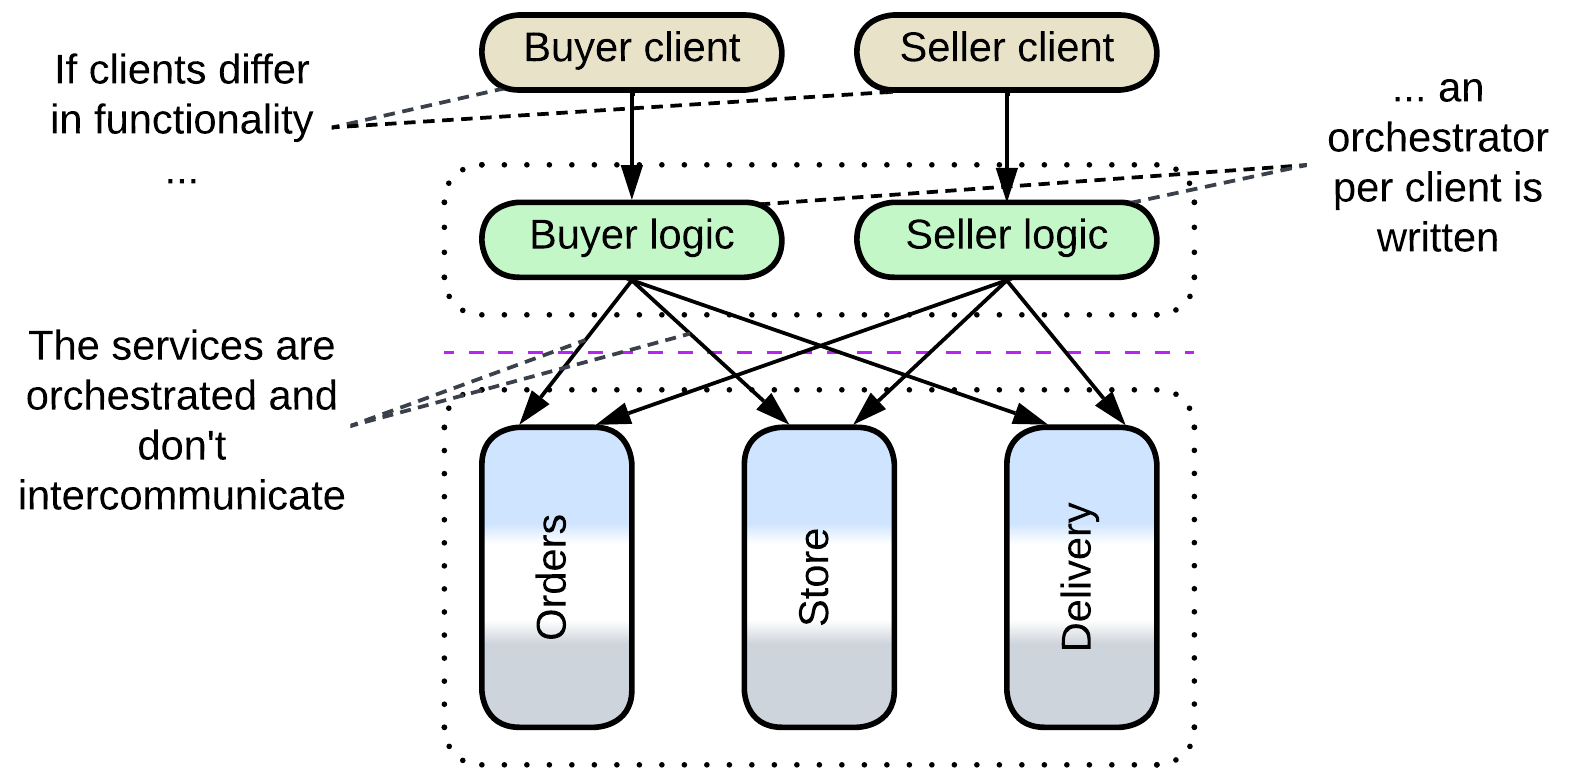 Buyer client
Seller client
If clients differ
in functionality
...
... an
orchestrator
per client is
written
Buyer logic
Seller logic
The services are
orchestrated and
don't
intercommunicate
Orders
Store
Delivery